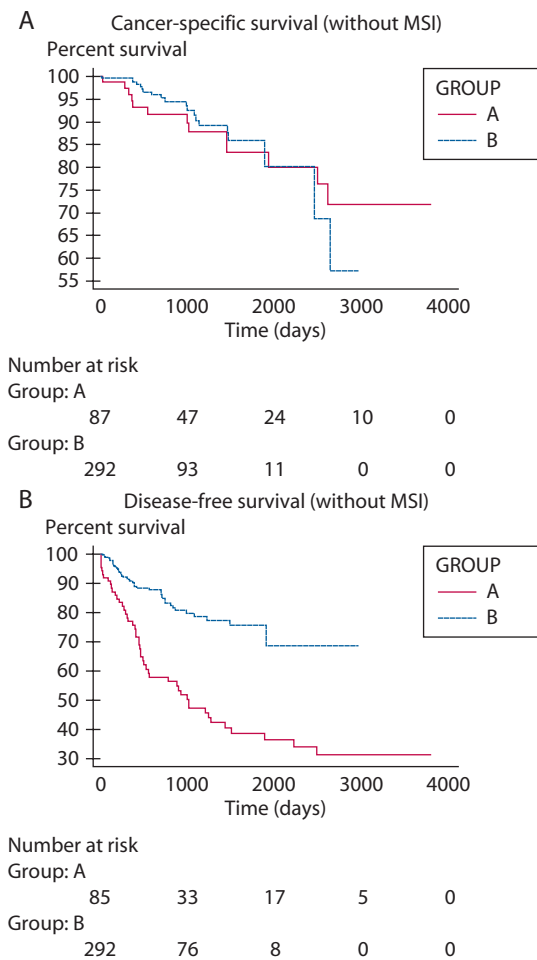 A Cancer-specific survival (without MSI)
Percent survival
100
95
90
85
80
75
70
65
60
55
0 1000 2000 3000 4000
Time (days)
GROUP
A
B
Number at risk
Group: A
87 47 24 10 0
Group: B
292 93 11 0 0
B Disease-free survival (without MSI)
Percent survival
100
90
80
70
60
50
40
30
0 1000 2000 3000 4000
Time (days)
GROUP
A
B
Number at risk
Group: A
85 33 17 5 0
Group: B
292 76 8 0 0